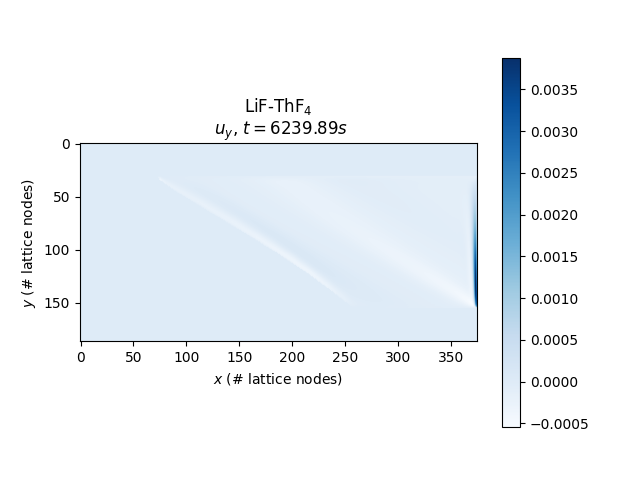 LiF-ThF₄
u_y, t = 6239.89s
0
50
100
150
y (# lattice nodes)
0 50 100 150 200 250 300 350
x (# lattice nodes)
0.0035
0.0030
0.0025
0.0020
0.0015
0.0010
0.0005
0.0000
−0.0005